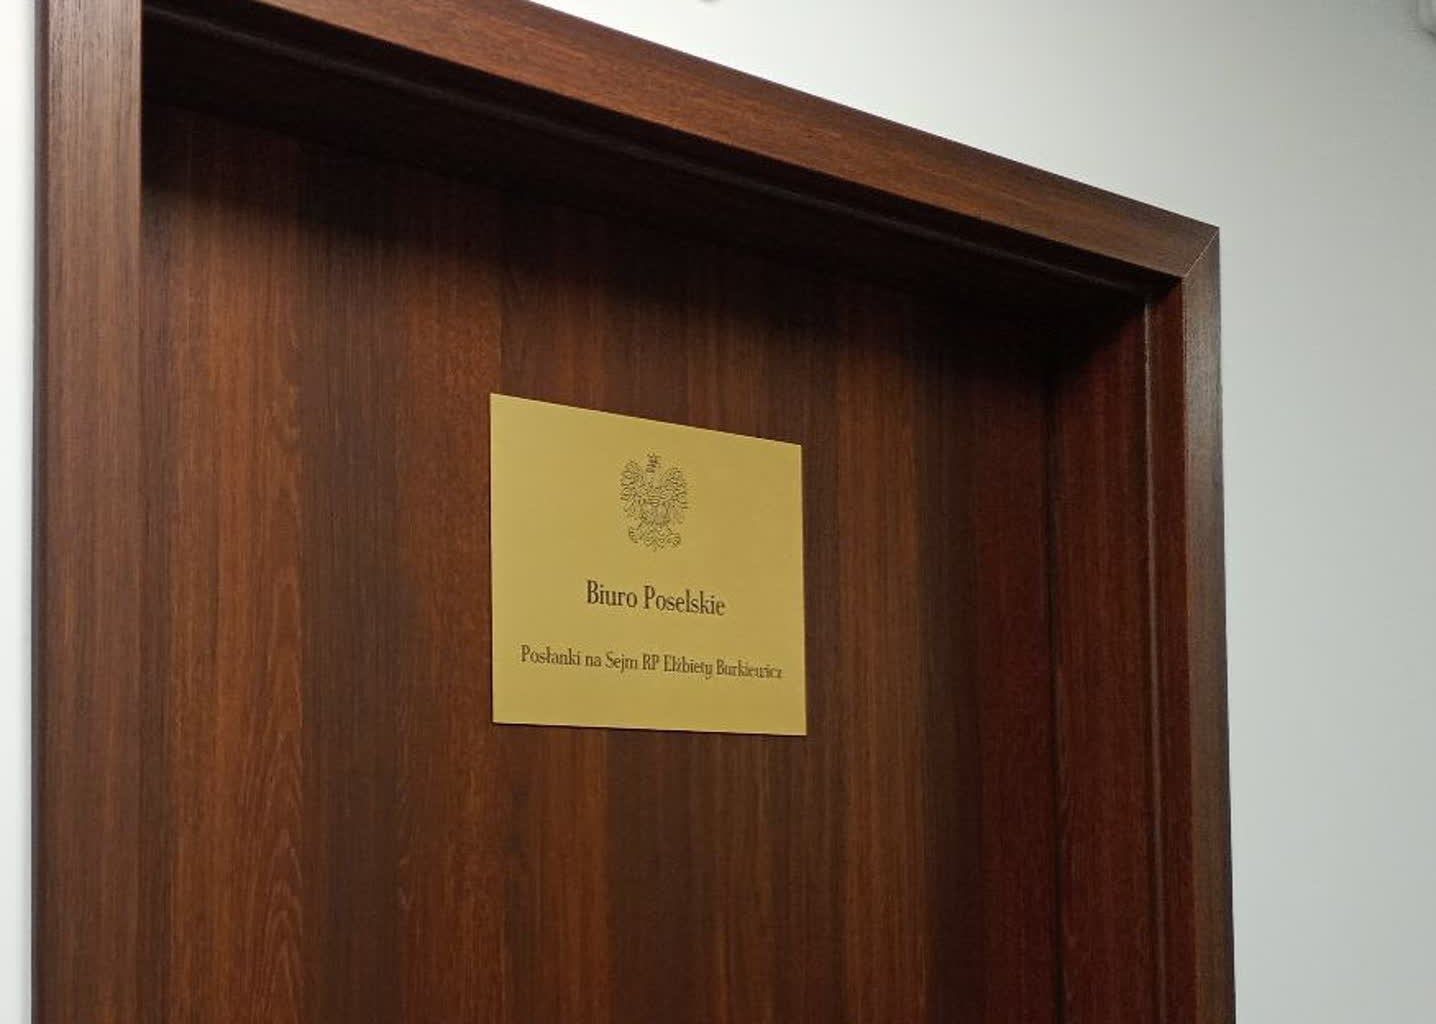 Biuro Poselskie
Posłanki na Sejm RP Elżbiety Burkiewicz